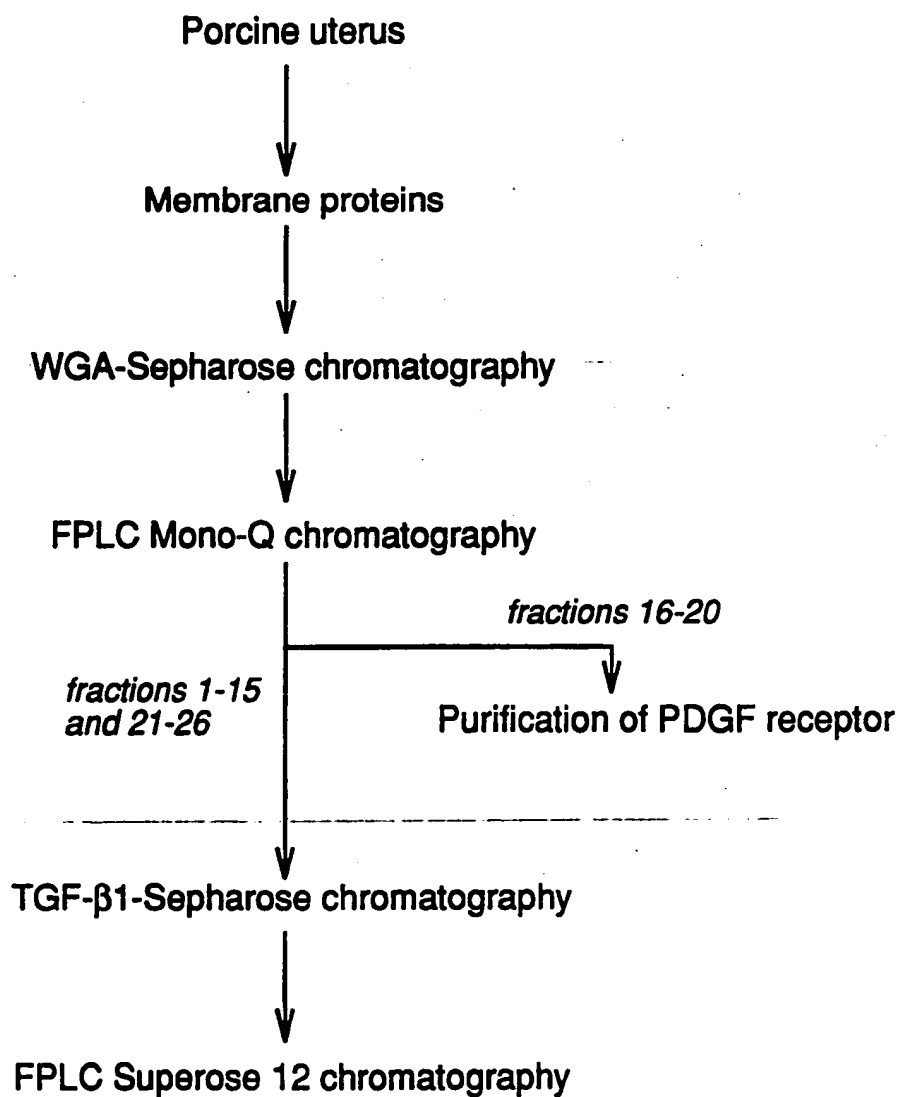 Porcine uterus
Membrane proteins
WGA-Sepharose chromatography
FPLC Mono-Q chromatography
fractions 16-20
fractions 1-15
and 21-26
Purification of PDGF receptor
TGF-β1-Sepharose chromatography
FPLC Superose 12 chromatography